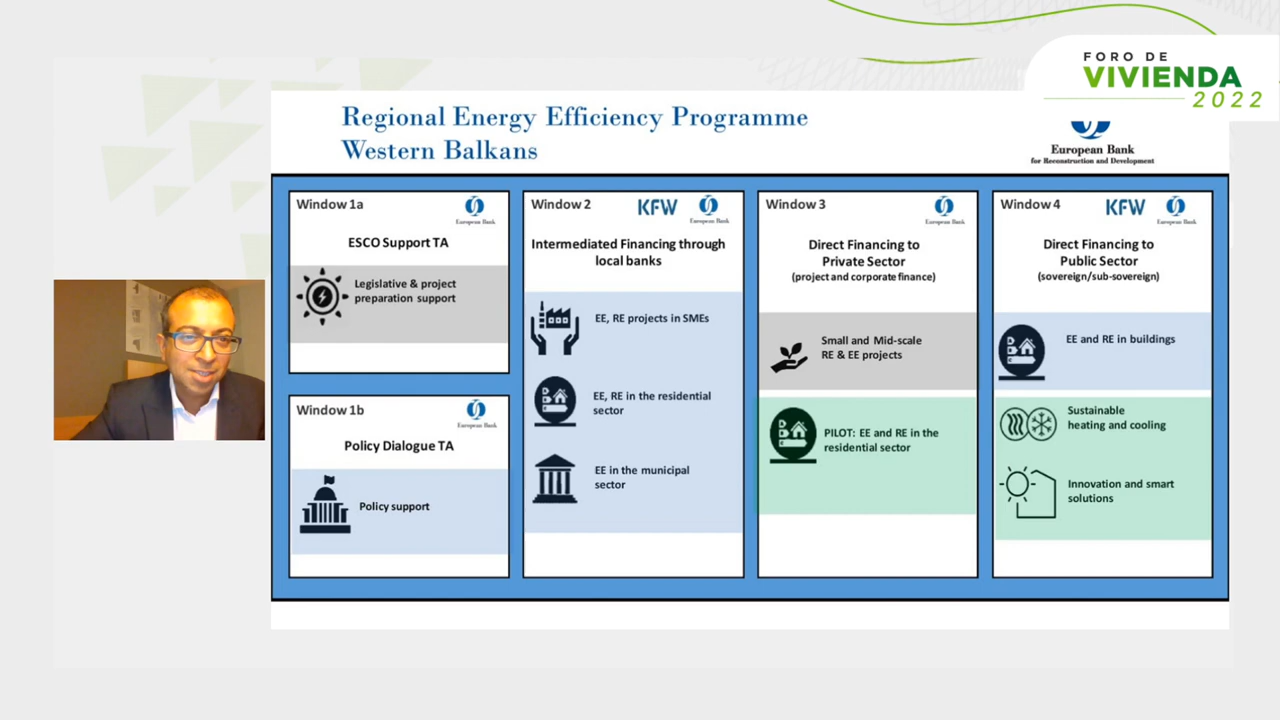 FORO DE
VIVIENDA
2022
Regional Energy Efficiency Programme
Western Balkans
European Bank
for Reconstruction and Development
Window 1a
European Bank
ESCO Support TA
Legislative & project
preparation support
Window 1b
European Bank
Policy Dialogue TA
Policy support
Window 2
KFW
European Bank
Intermediated Financing through
local banks
EE, RE projects in SMEs
EE, RE in the residential
sector
EE in the municipal
sector
Window 3
European Bank
Direct Financing to
Private Sector
(project and corporate finance)
Small and Mid-scale
RE & EE projects
PILOT: EE and RE in the
residential sector
Window 4
KFW
European Bank
Direct Financing to
Public Sector
(sovereign/sub-sovereign)
EE and RE in buildings
Sustainable
heating and cooling
Innovation and smart
solutions